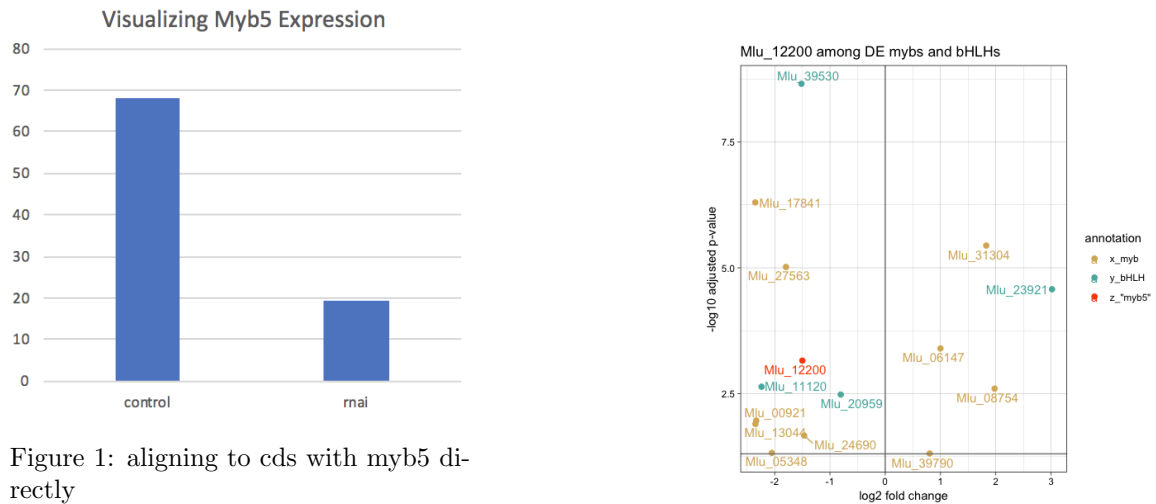 Visualizing Myb5 Expression
80
70
60
50
40
30
20
10
0
control
rnai
Figure 1: aligning to cds with myb5 di-
rectly
Mlu_12200 among DE mybs and bHLHs
-log10 adjusted p-value
7.5
5.0
2.5
Mlu_39530
Mlu_17841
Mlu_31304
Mlu_27563
Mlu_23921
Mlu_06147
Mlu_12200
Mlu_11120
Mlu_08754
Mlu_20959
Mlu_00921
Mlu_13044
Mlu_24690
Mlu_05348
Mlu_39790
-2
-1
0
1
2
3
log2 fold change
annotation
a x_myb
a y_bHLH
a z_"myb5"